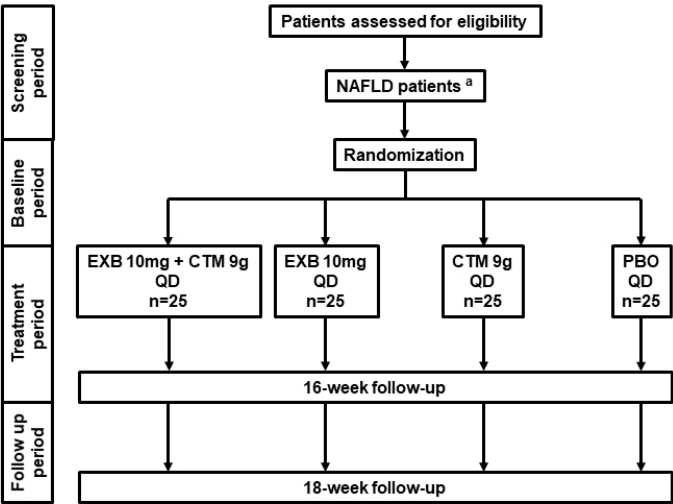 Screening
period
Patients assessed for eligibility
NAFLD patients a
Baseline
period
Randomization
Treatment
period
EXB 10mg + CTM 9g
QD
n=25
EXB 10mg
QD
n=25
CTM 9g
QD
n=25
PBO
QD
n=25
16-week follow-up
Follow up
period
18-week follow-up